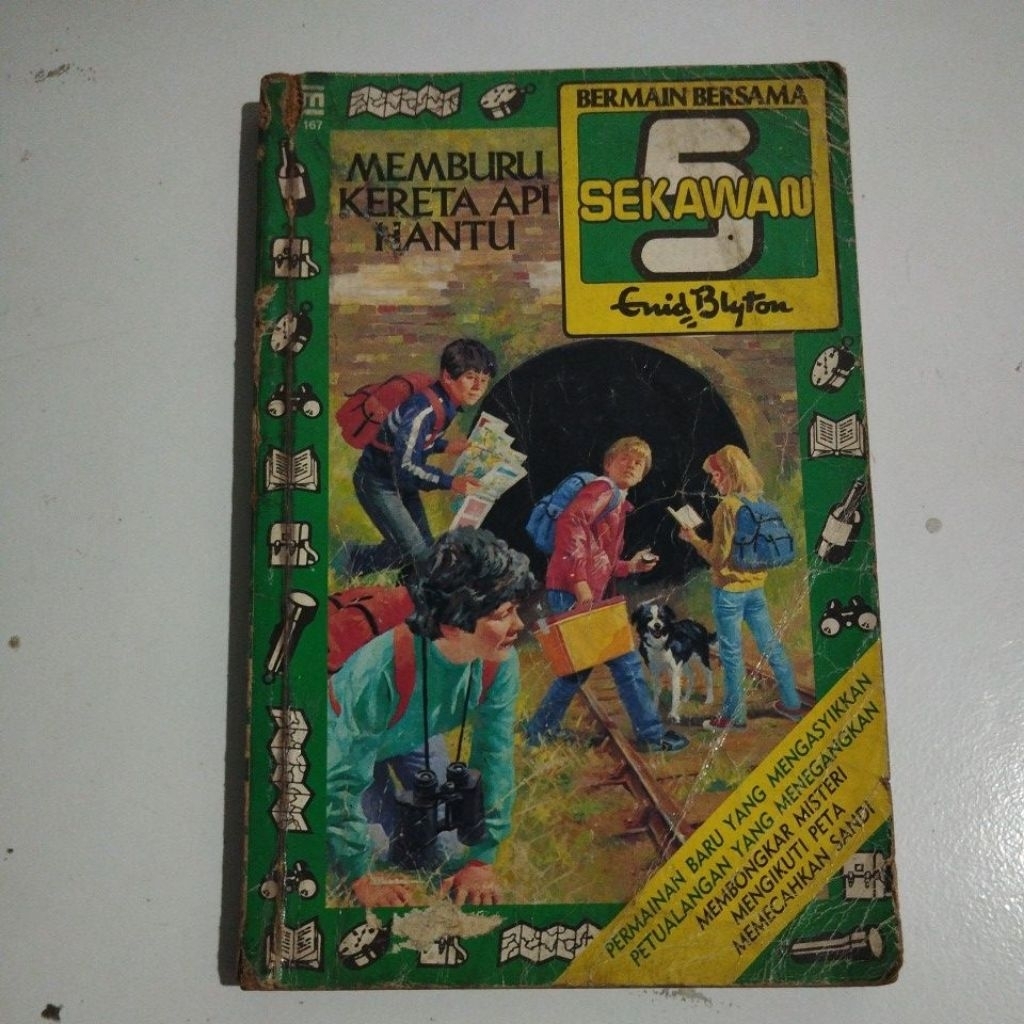 m
167
MEMBURU
KERETA API
HANTU
BERMAIN BERSAMA
5
SEKAWAN
Enid Blyton
PERMAINAN BARU YANG MENGASYIKKAN
PETUALANGAN YANG MENEGANGKAN
MEMBONGKAR MISTERI
MENGIKUTI PETA
MEMECAHKAN SANDI